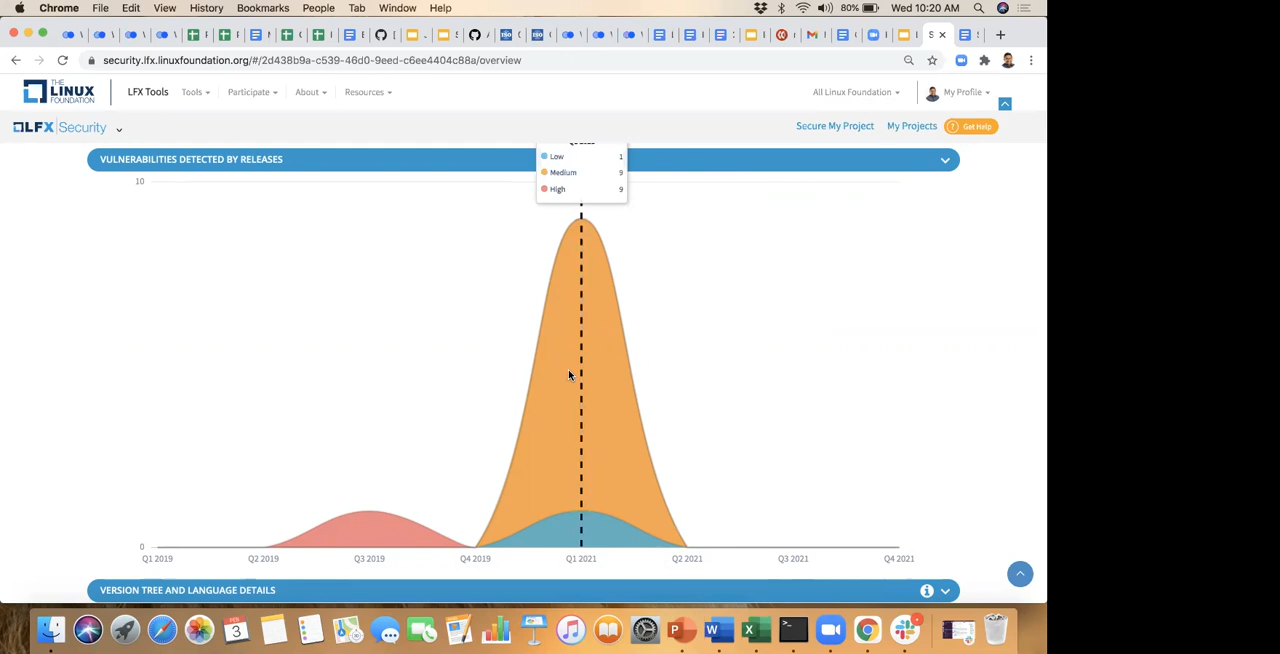 Chrome File Edit View History Bookmarks People Tab Window Help 80% Wed 10:20 AM
security.lfx.linuxfoundation.org/#/2d438b9a-c539-46d0-9eed-c6ee4404c88a/overview
THE LINUX FOUNDATION LFX Tools Tools Participate About Resources All Linux Foundation My Profile
LFX Security Secure My Project My Projects ? Get Help
VULNERABILITIES DETECTED BY RELEASES
Low 1
Medium 9
High 9
10
0
Q1 2019 Q2 2019 Q3 2019 Q4 2019 Q1 2021 Q2 2021 Q3 2021 Q4 2021
VERSION TREE AND LANGUAGE DETAILS
FEB
3